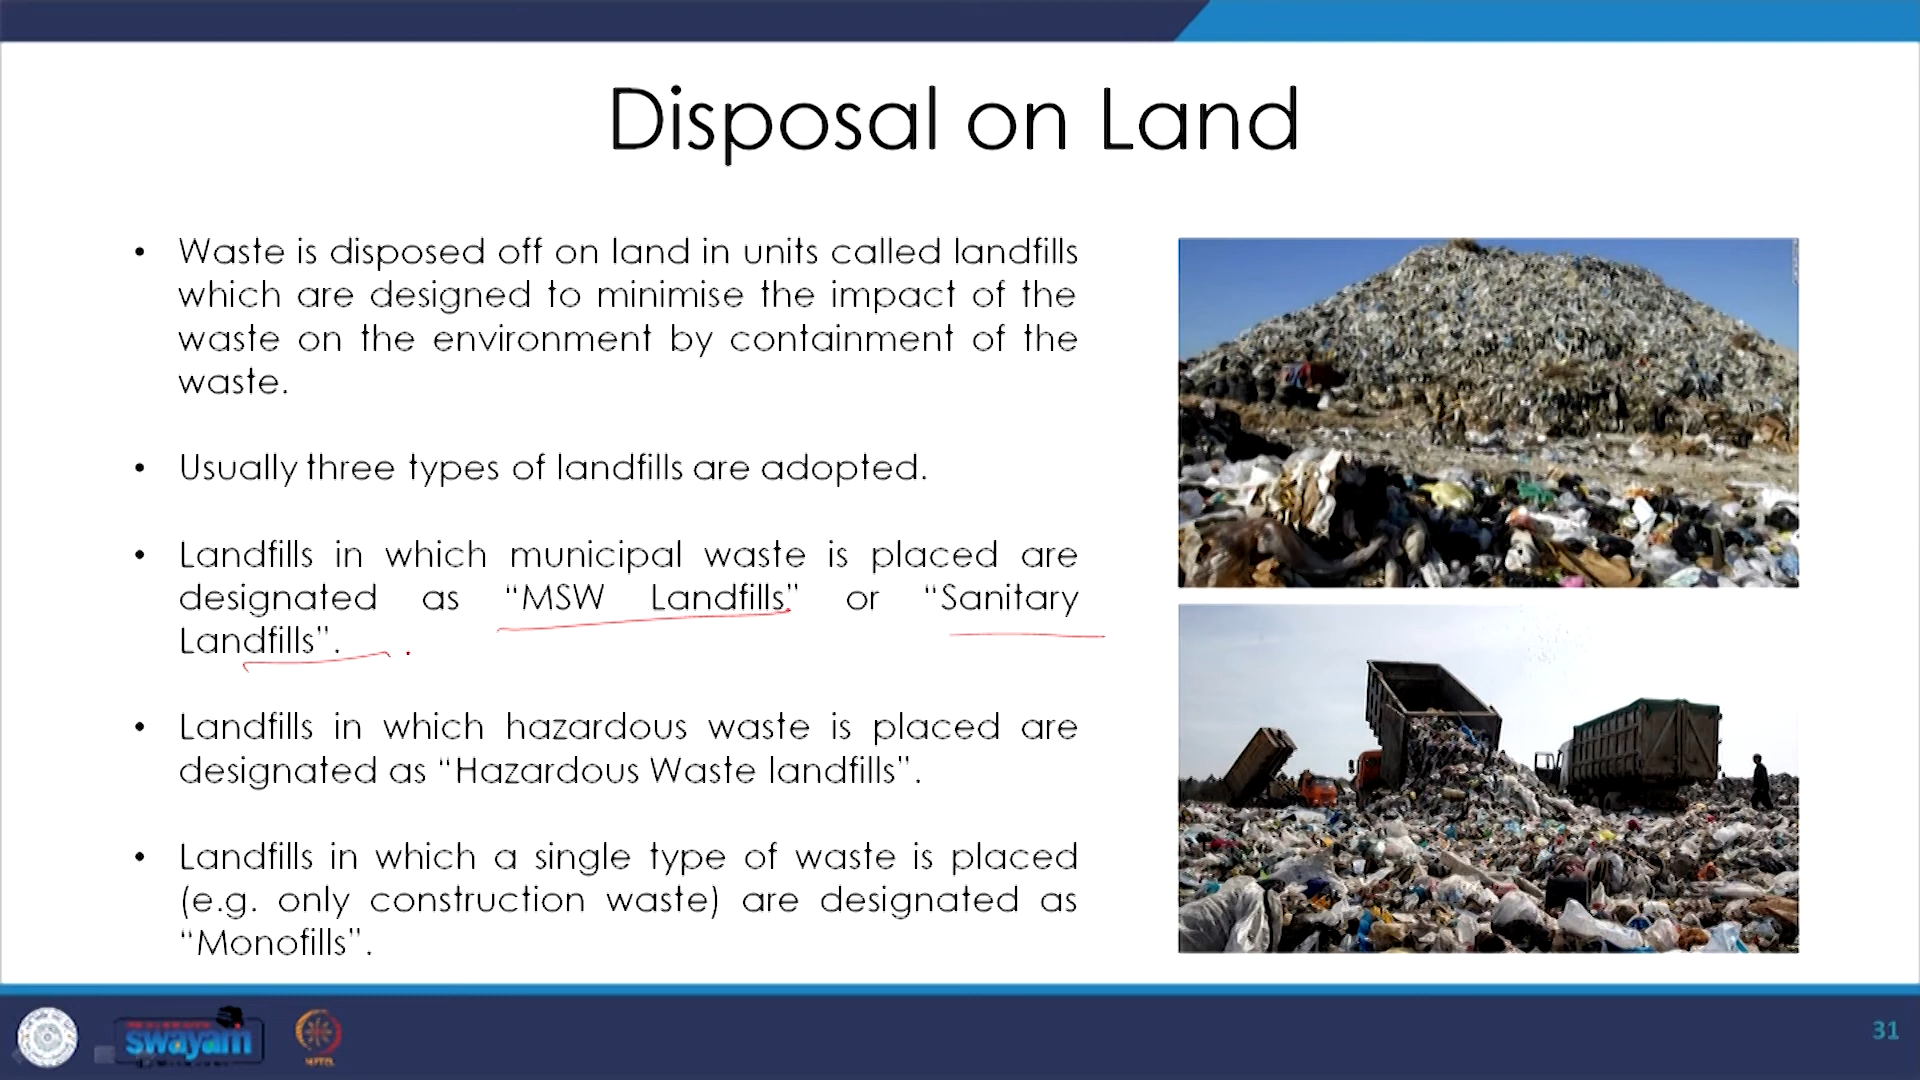 Disposal on Land
• Waste is disposed off on land in units called landfills
which are designed to minimise the impact of the
waste on the environment by containment of the
waste.
• Usually three types of landfills are adopted.
• Landfills in which municipal waste is placed are
designated as “MSW Landfills” or “Sanitary
Landfills”.
• Landfills in which hazardous waste is placed are
designated as “Hazardous Waste landfills”.
• Landfills in which a single type of waste is placed
(e.g. only construction waste) are designated as
“Monofills”.
swayam
31